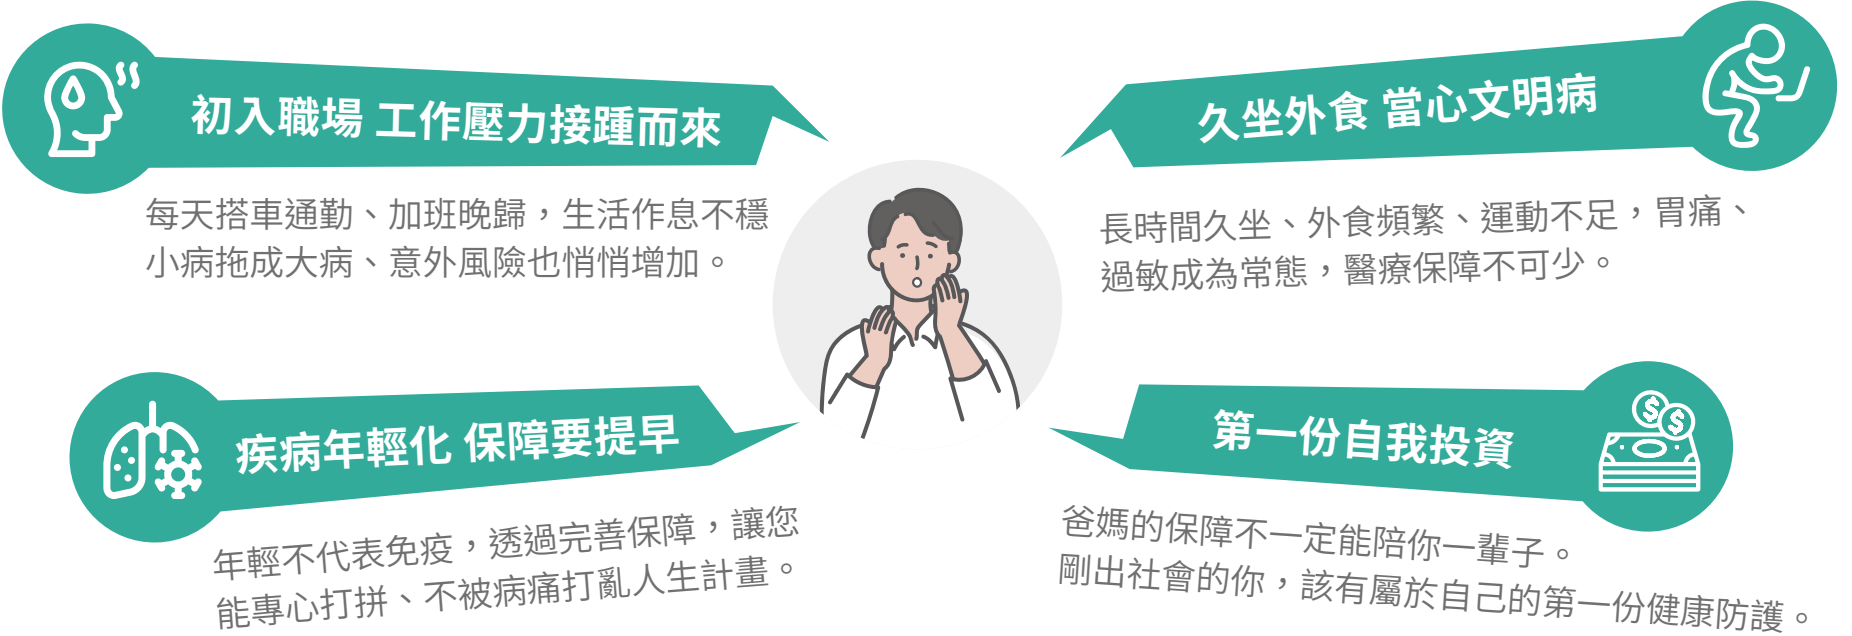 初入職場 工作壓力接踵而來
每天搭車通勤、加班晚歸，生活作息不穩
小病拖成大病、意外風險也悄悄增加。
久坐外食 當心文明病
長時間久坐、外食頻繁、運動不足，胃痛、
過敏成為常態，醫療保障不可少。
疾病年輕化 保障要提早
年輕不代表免疫，透過完善保障，讓您
能專心打拼、不被病痛打亂人生計畫。
第一份自我投資
爸媽的保障不一定能陪你一輩子。
剛出社會的你，該有屬於自己的第一份健康防護。